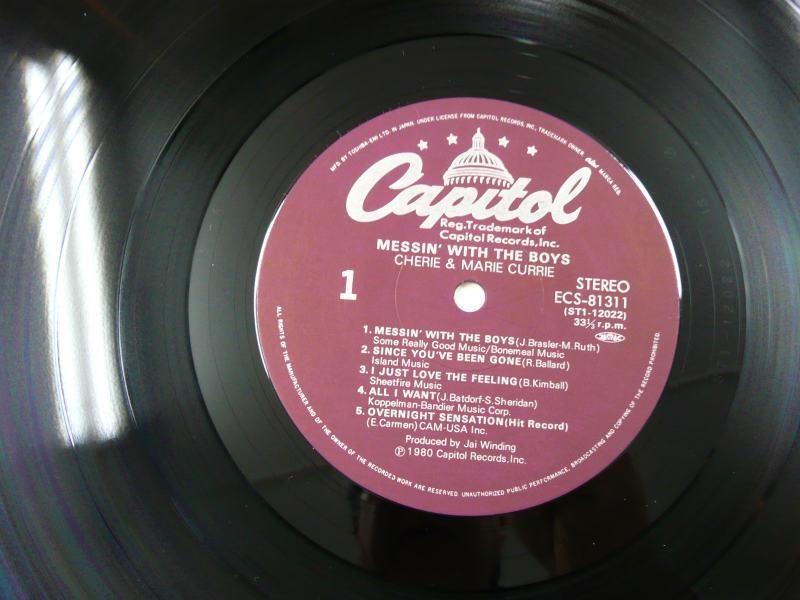 MFD. BY TOSHIBA-EMI LTD. IN JAPAN. UNDER LICENSE FROM CAPITOL RECORDS, INC., TRADEMARK OWNER. Capitol MARCA REG.
Capitol
Reg.Trademark of
Capitol Records,Inc.
MESSIN' WITH THE BOYS
CHERIE & MARIE CURRIE
1
STEREO
ECS-81311
(ST1-12022)
33⅓ r.p.m.
1. MESSIN' WITH THE BOYS(J.Brasler-M.Ruth)
Some Really Good Music/Bonemeal Music
2. SINCE YOU'VE BEEN GONE(R.Ballard)
Island Music
3. I JUST LOVE THE FEELING(B.Kimball)
Sheetfire Music
4. ALL I WANT(J.Batdorf-S.Sheridan)
Koppelman-Bandier Music Corp.
5. OVERNIGHT SENSATION(Hit Record)
(E.Carmen)CAM-USA Inc.
Produced by Jai Winding
Ⓟ1980 Capitol Records,Inc.
ALL RIGHTS OF THE MANUFACTURER AND OF THE OWNER OF THE RECORDED WORK ARE RESERVED. UNAUTHORIZED PUBLIC PERFORMANCE, BROADCASTING AND COPYING OF THE RECORD PROHIBITED.